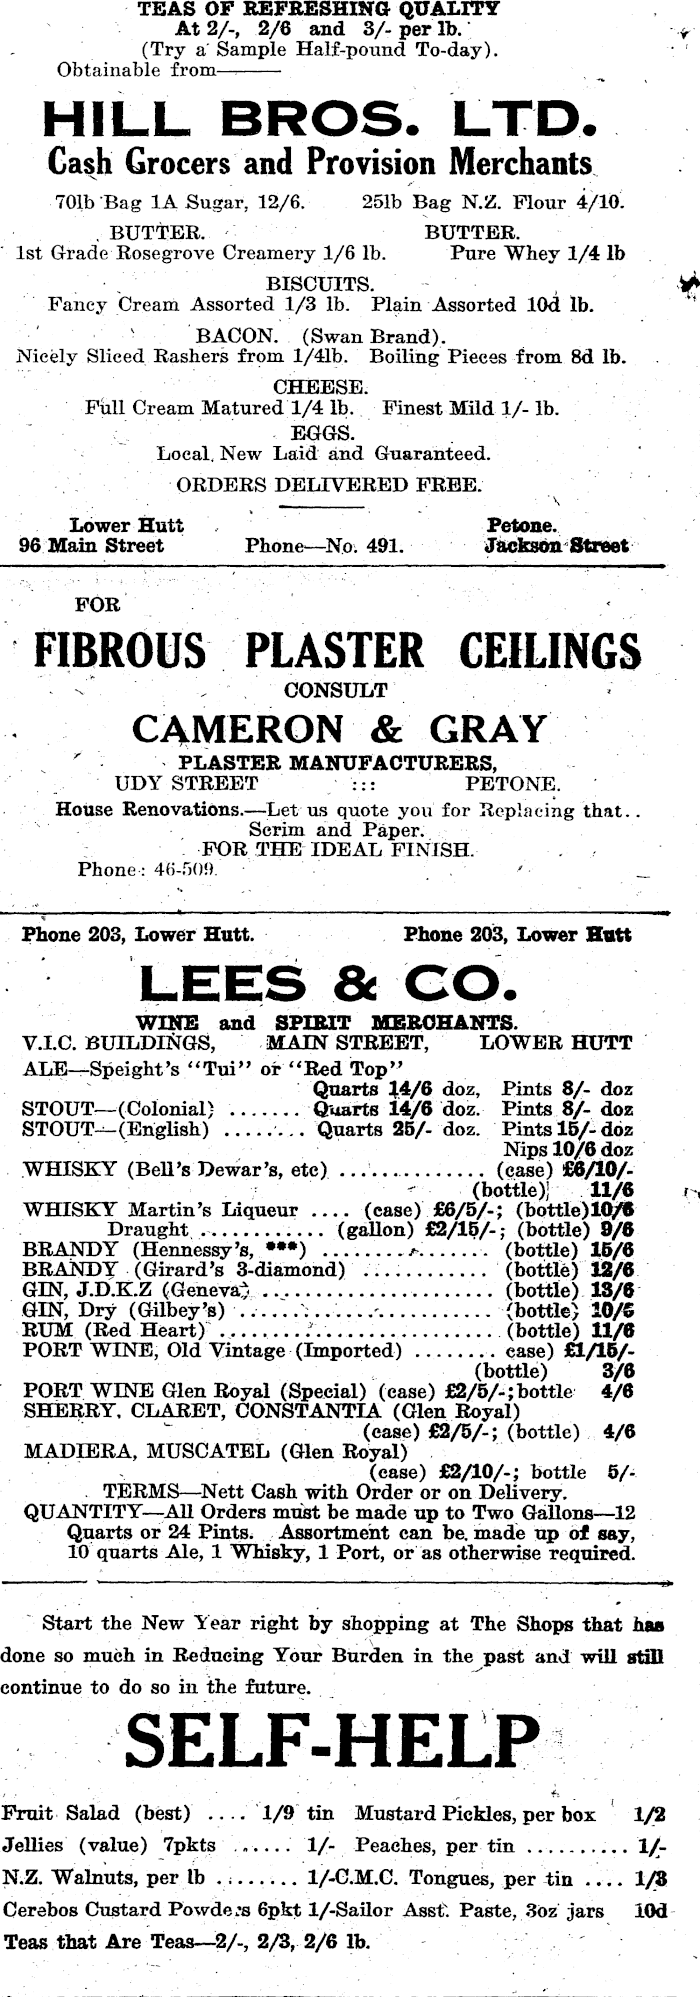 TEAS OF REFRESHING QUALITY
At 2/-, 2/6 and 3/- per lb.
(Try a Sample Half-pound To-day).
Obtainable from———
HILL BROS. LTD.
Cash Grocers and Provision Merchants
70lb Bag 1A Sugar, 12/6. 25lb Bag N.Z. Flour 4/10.
BUTTER. BUTTER.
1st Grade Rosegrove Creamery 1/6 lb. Pure Whey 1/4 lb
BISCUITS.
Fancy Cream Assorted 1/3 lb. Plain Assorted 10d lb.
BACON. (Swan Brand).
Nicely Sliced Rashers from 1/4lb. Boiling Pieces from 8d lb.
CHEESE.
Full Cream Matured 1/4 lb. Finest Mild 1/- lb.
EGGS.
Local, New Laid and Guaranteed.
ORDERS DELIVERED FREE.
Lower Hutt Petone.
96 Main Street Phone—No. 491. Jackson Street
FOR
FIBROUS PLASTER CEILINGS
CONSULT
CAMERON & GRAY
PLASTER MANUFACTURERS,
UDY STREET ::: PETONE.
House Renovations.—Let us quote you for Replacing that..
Scrim and Paper.
FOR THE IDEAL FINISH.
Phone: 46-509.
Phone 203, Lower Hutt. Phone 203, Lower Hutt
LEES & CO.
WINE and SPIRIT MERCHANTS.
V.I.C. BUILDINGS, MAIN STREET, LOWER HUTT
ALE—Speight's "Tui" or "Red Top"
Quarts 14/6 doz, Pints 8/- doz
STOUT—(Colonial) ....... Quarts 14/6 doz. Pints 8/- doz
STOUT—(English) ........ Quarts 25/- doz. Pints 15/- doz
Nips 10/6 doz
WHISKY (Bell's Dewar's, etc) .............. (case) £6/10/-
(bottle) 11/6
WHISKY Martin's Liqueur .... (case) £6/5/-; (bottle)10/6
Draught ............ (gallon) £2/15/-; (bottle) 9/6
BRANDY (Hennessy's, ***) ................ (bottle) 15/6
BRANDY (Girard's 3-diamond) ............ (bottle) 12/6
GIN, J.D.K.Z (Geneva) ...................... (bottle) 13/6
GIN, Dry (Gilbey's) ........................ (bottle)
RUM (Red Heart) .......................... (bottle) 11/6
PORT WINE, Old Vintage (Imported) ........ case) £1/15/-
(bottle) 3/6
PORT WINE Glen Royal (Special) (case) £2/5/-;bottle 4/6
SHERRY, CLARET, CONSTANTIA (Glen Royal)
(case) £2/5/-; (bottle) 4/6
MADIERA, MUSCATEL (Glen Royal)
(case) £2/10/-; bottle 5/-
TERMS—Nett Cash with Order or on Delivery.
QUANTITY—All Orders must be made up to Two Gallons—12
Quarts or 24 Pints. Assortment can be made up of say,
10 quarts Ale, 1 Whisky, 1 Port, or as otherwise required.
Start the New Year right by shopping at The Shops that has
done so much in Reducing Your Burden in the past and will still
continue to do so in the future.
SELF-HELP
Fruit Salad (best) .... 1/9 tin Mustard Pickles, per box 1/2
Jellies (value) 7pkts ...... 1/- Peaches, per tin .......... 1/-
N.Z. Walnuts, per lb ........ 1/-C.M.C. Tongues, per tin .... 1/3
Cerebos Custard Powders 6pkt 1/-Sailor Asst. Paste, 3oz jars 10d
Teas that Are Teas—2/-, 2/3, 2/6 lb.